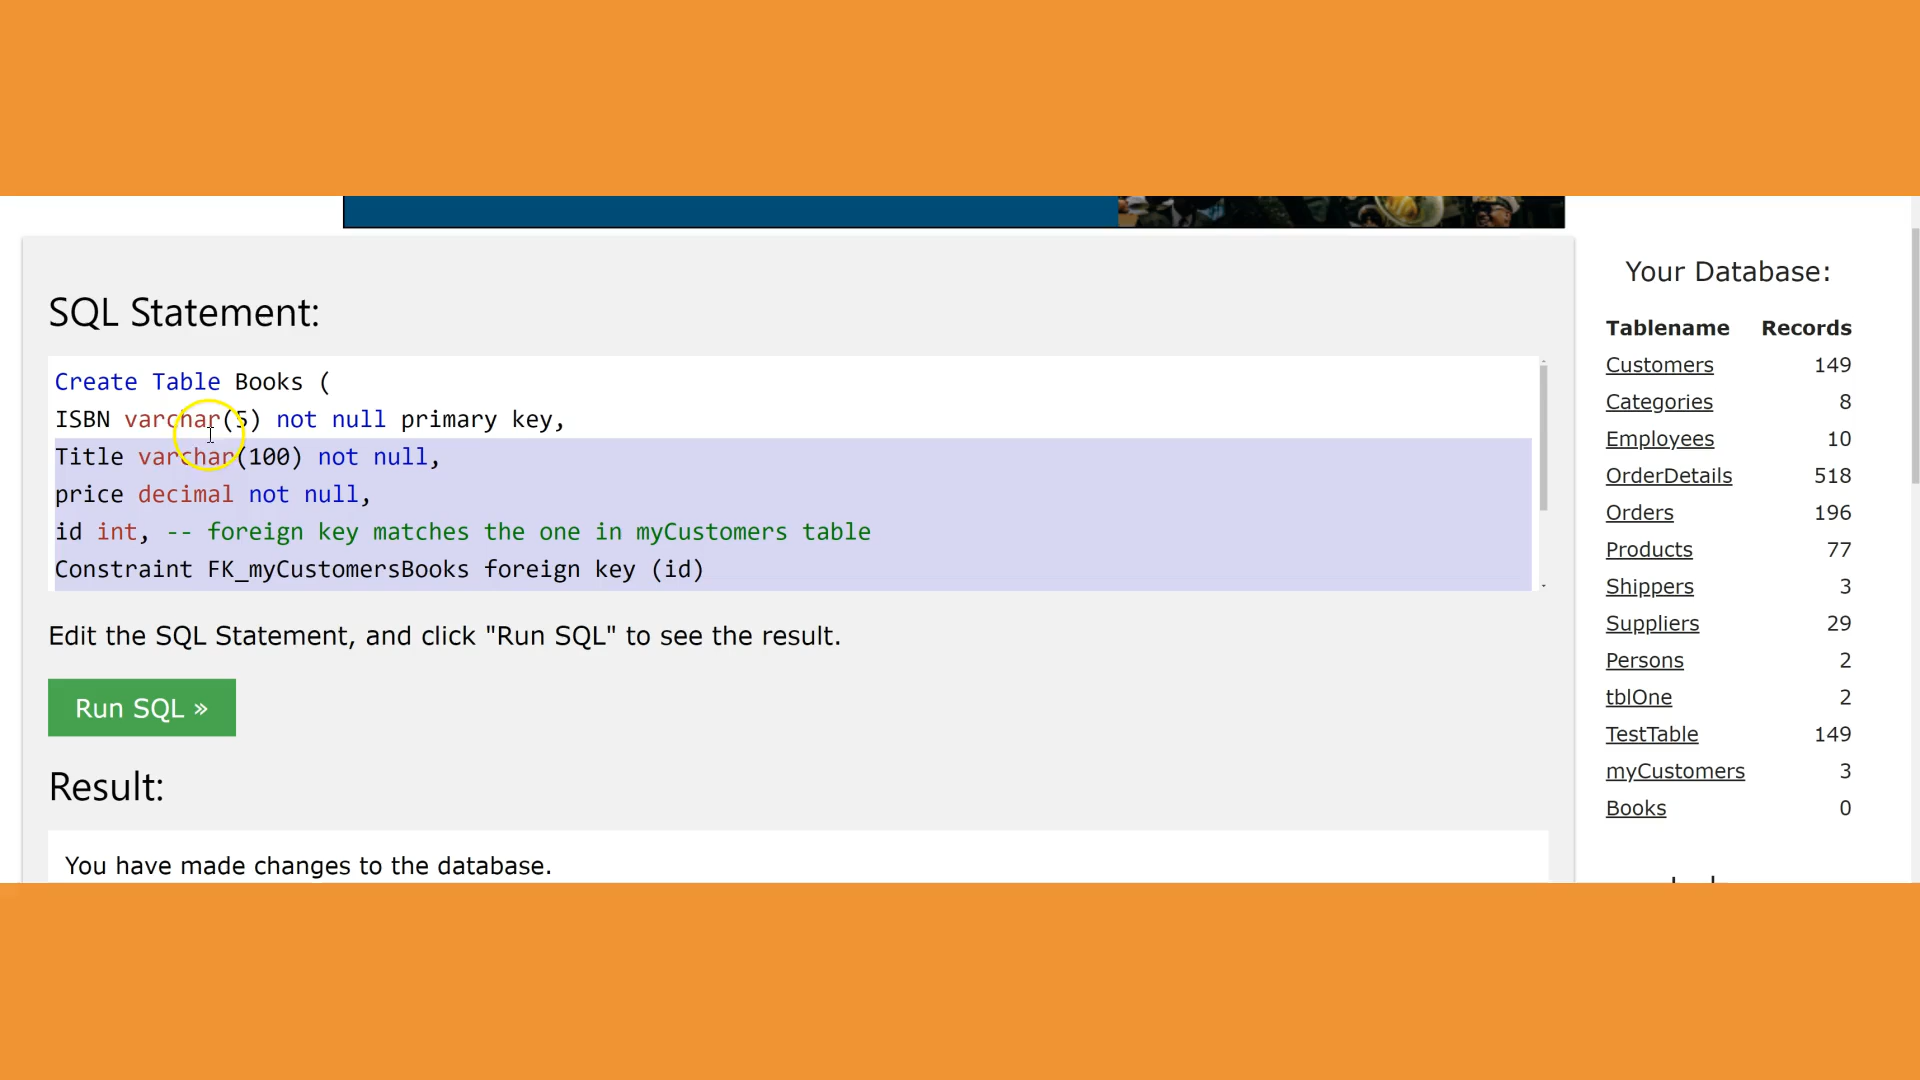 SQL Statement:
Create Table Books (
ISBN varchar(5) not null primary key,
Title varchar(100) not null,
price decimal not null,
id int, -- foreign key matches the one in myCustomers table
Constraint FK_myCustomersBooks foreign key (id)
Edit the SQL Statement, and click "Run SQL" to see the result.
Run SQL »
Result:
You have made changes to the database.
Your Database:
Tablename Records
Customers 149
Categories 8
Employees 10
OrderDetails 518
Orders 196
Products 77
Shippers 3
Suppliers 29
Persons 2
tblOne 2
TestTable 149
myCustomers 3
Books 0